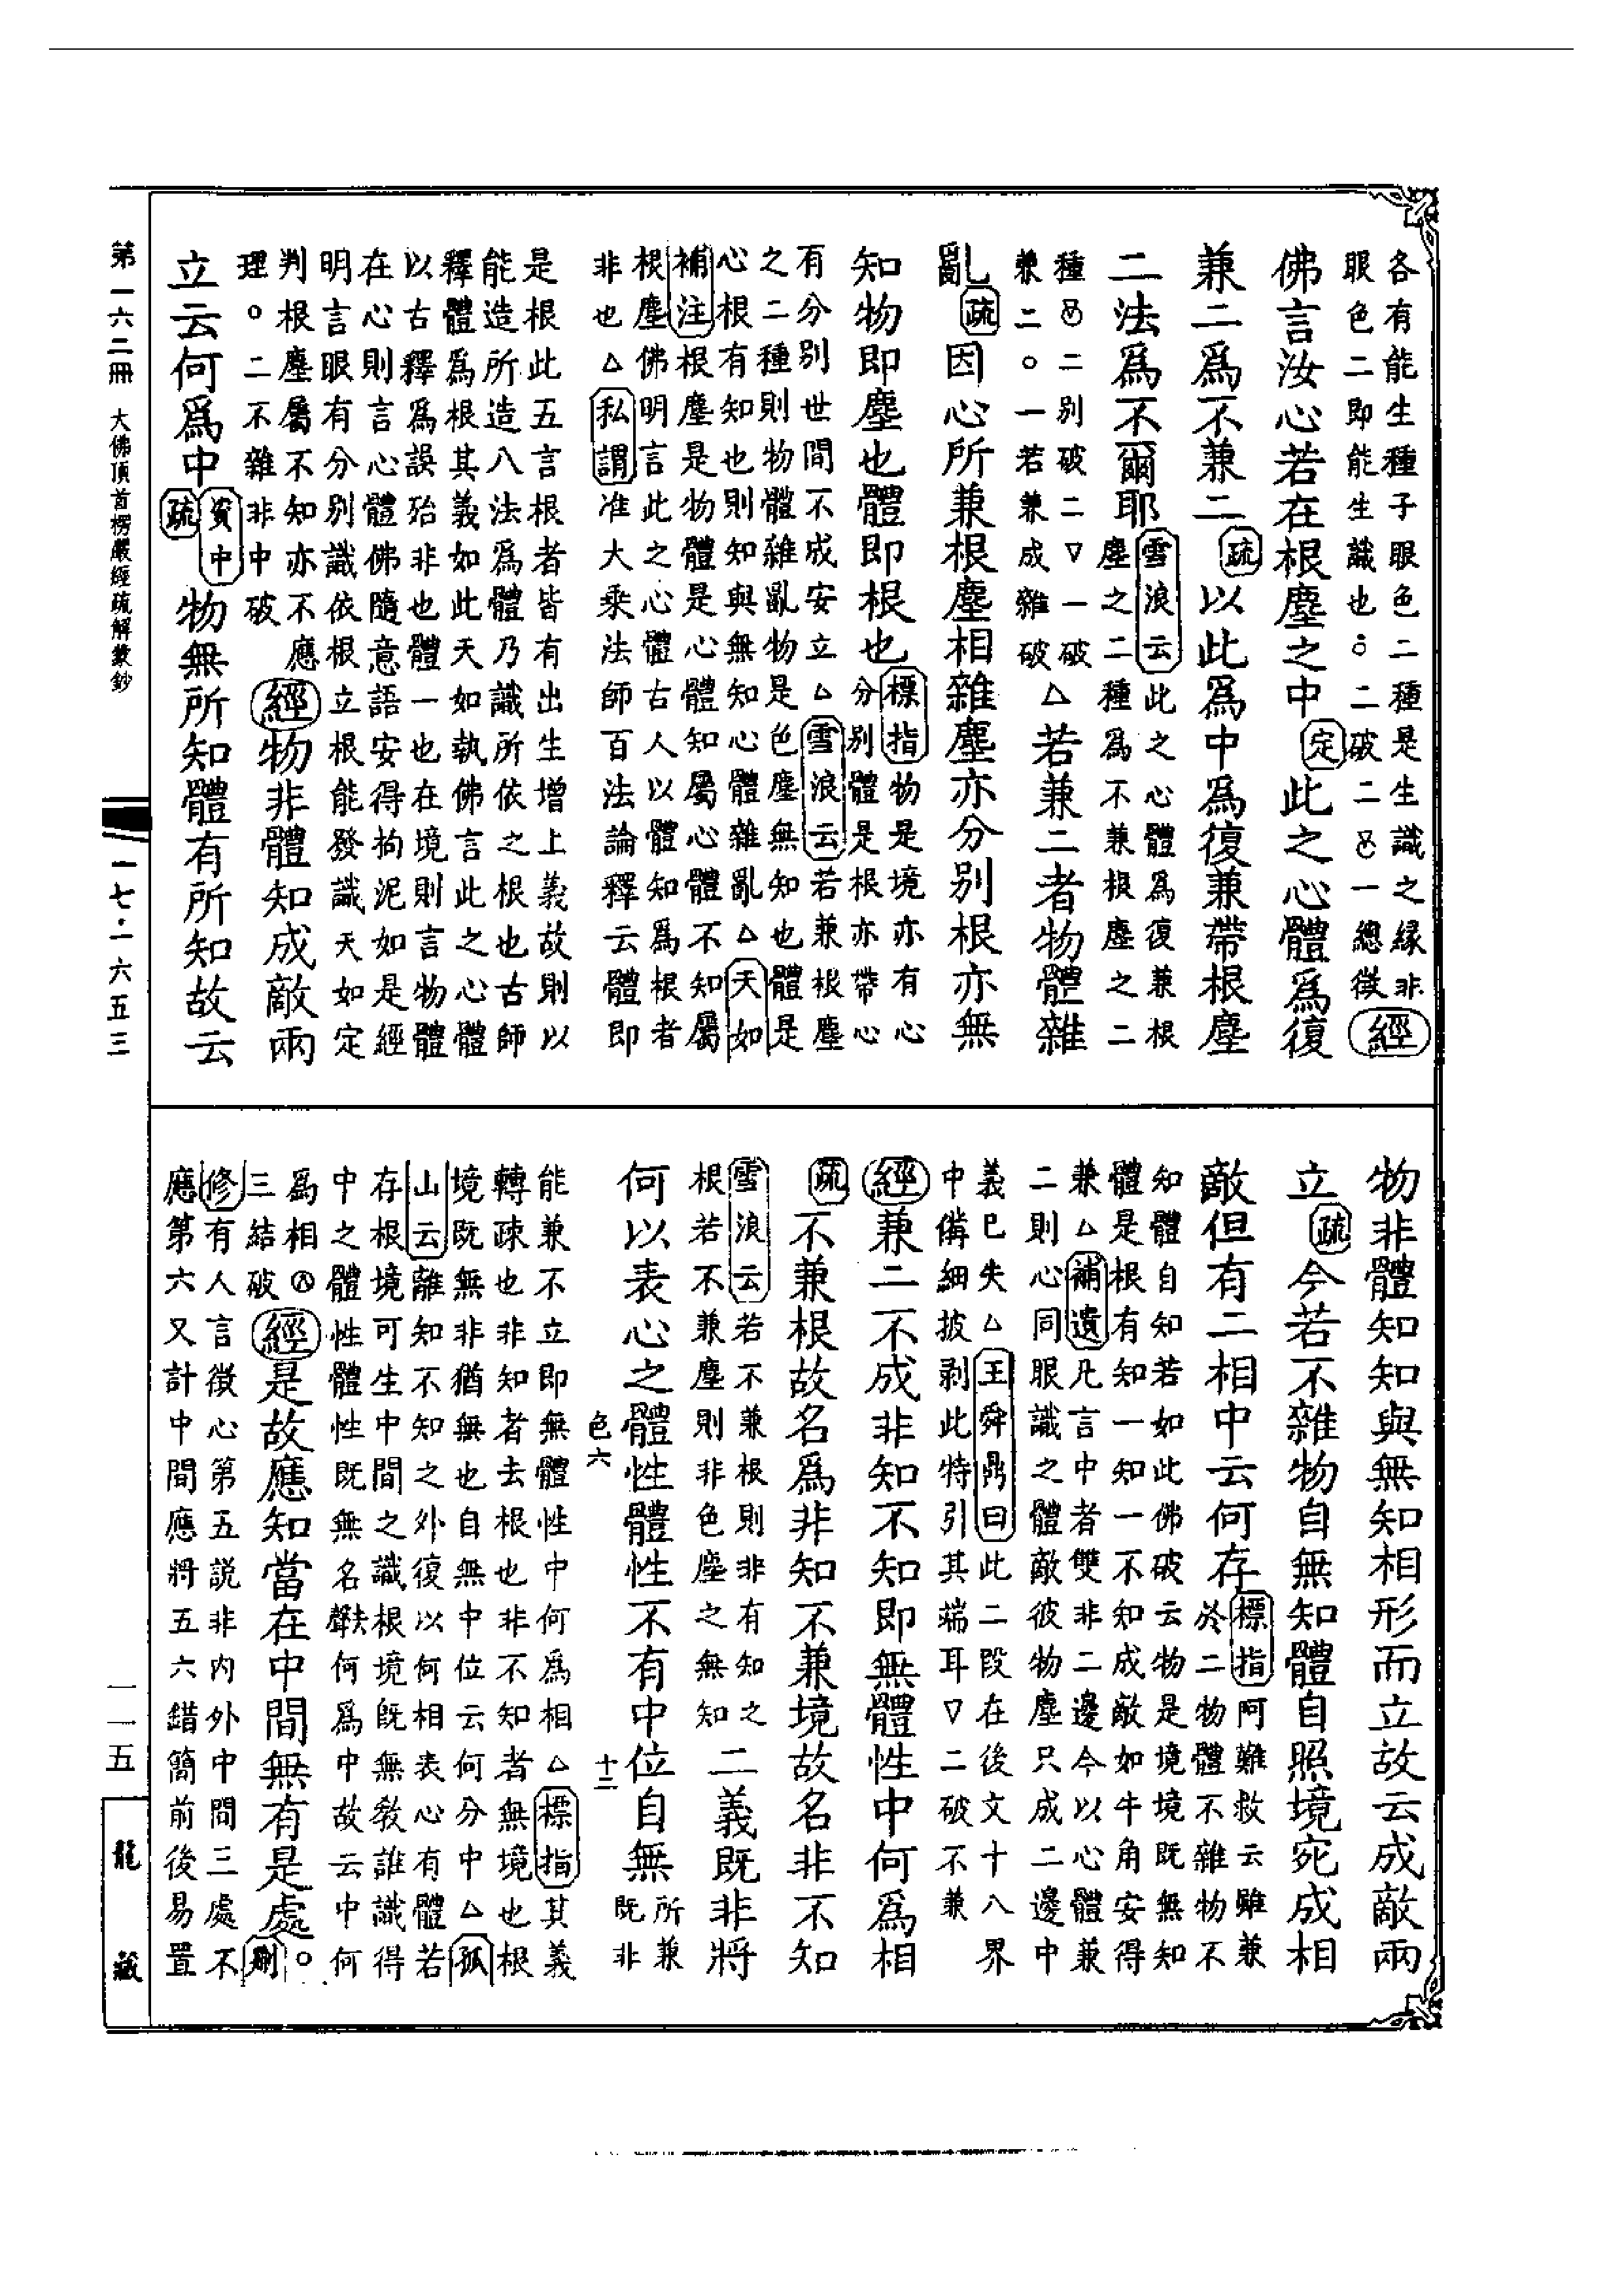 各有能生種子眼色二種是生識之緣非
眼色二即能生識也。二破二一總徵經
佛言汝心若在根塵之中定此之心體爲復
兼二爲不兼二疏以此爲中爲復兼帶根塵
二法爲不爾耶雪浪云此之心體爲復兼根
塵之二種爲不兼根塵之二
種二別破二▽一破
兼二。一若兼成雜破△若兼二者物體雜
亂疏因心所兼根塵相雜塵亦分別根亦無
知物即塵也體即根也標指物是境亦有心
分別體是根亦帶心
有分別世間不成安立△雪浪云若兼根塵
之二種則物體雜亂物是色塵無知也體是
心根有知也則知與無知心體雜亂△天如
補注根塵是物體是心體知屬心體不知屬
根塵佛明言此之心體古人以體知爲根者
非也△私謂准大乘法師百法論釋云體即
是根此五言根者皆有出生增上義故則以
能造所造八法爲體乃識所依之根也古師
釋體爲根其義如此天如執佛言此之心體
以古釋爲誤殆非也體一也在境則言物體
在心則言心體佛隨意語安得拘泥如是經
明言眼有分別識依根立根能發識天如定
判根塵屬不知亦不應
理。二不雜非中破經物非體知成敵兩
立云何爲中資中疏物無所知體有所知故云
物非體知知與無知相形而立故云成敵兩
立疏今若不雜物自無知體自照境宛成相
敵但有二相中云何存標指阿難救云雖兼
於二物體不雜物不
知體自知若如此佛破云物是境境既無知
體是根有知一知一不知成敵如牛角安得
兼△補遺凡言中者雙非二邊今以心體兼
二則心同眼識之體敵彼物塵只成二邊中
義已失△王舜鼎曰此二段在後文十八界
中備細披剥此特引其端耳▽二破不兼
經兼二不成非知不知即無體性中何爲相
疏不兼根故名爲非知不兼境故名非不知
雪浪云若不兼根則非有知之
根若不兼塵則非色塵之無知二義既非將
何以表心之體性體性不有中位自無所兼
既非
能兼不立即無體性中何爲相△標指其義
轉疎也非知者去根也非不知者無境也根
境既無非猶無也自無中位云何分中△孤
山云離知不知之外復以何相表心有體若
存根境可生中間之識根境既無教誰識得
中之體性體性既無名聲何爲中故云中何
爲相
三結破經是故應知當在中間無有是處。刪
修有人言徵心第五說非內外中間三處不
應第六又計中間應將五六錯簡前後易置
色六
十二
第一六二冊 大佛頂首楞嚴經疏解蒙鈔
一七·一六五三
一一五
龍藏